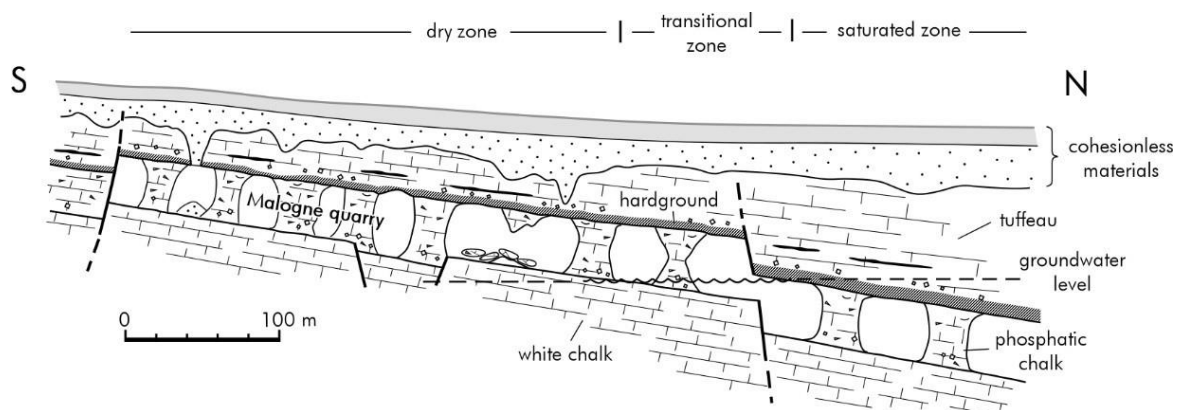 dry zone
transitional
zone
saturated zone
S
N
cohesionless
materials
Malogne quarry
hardground
tuffeau
groundwater
level
0
100 m
white chalk
phosphatic
chalk